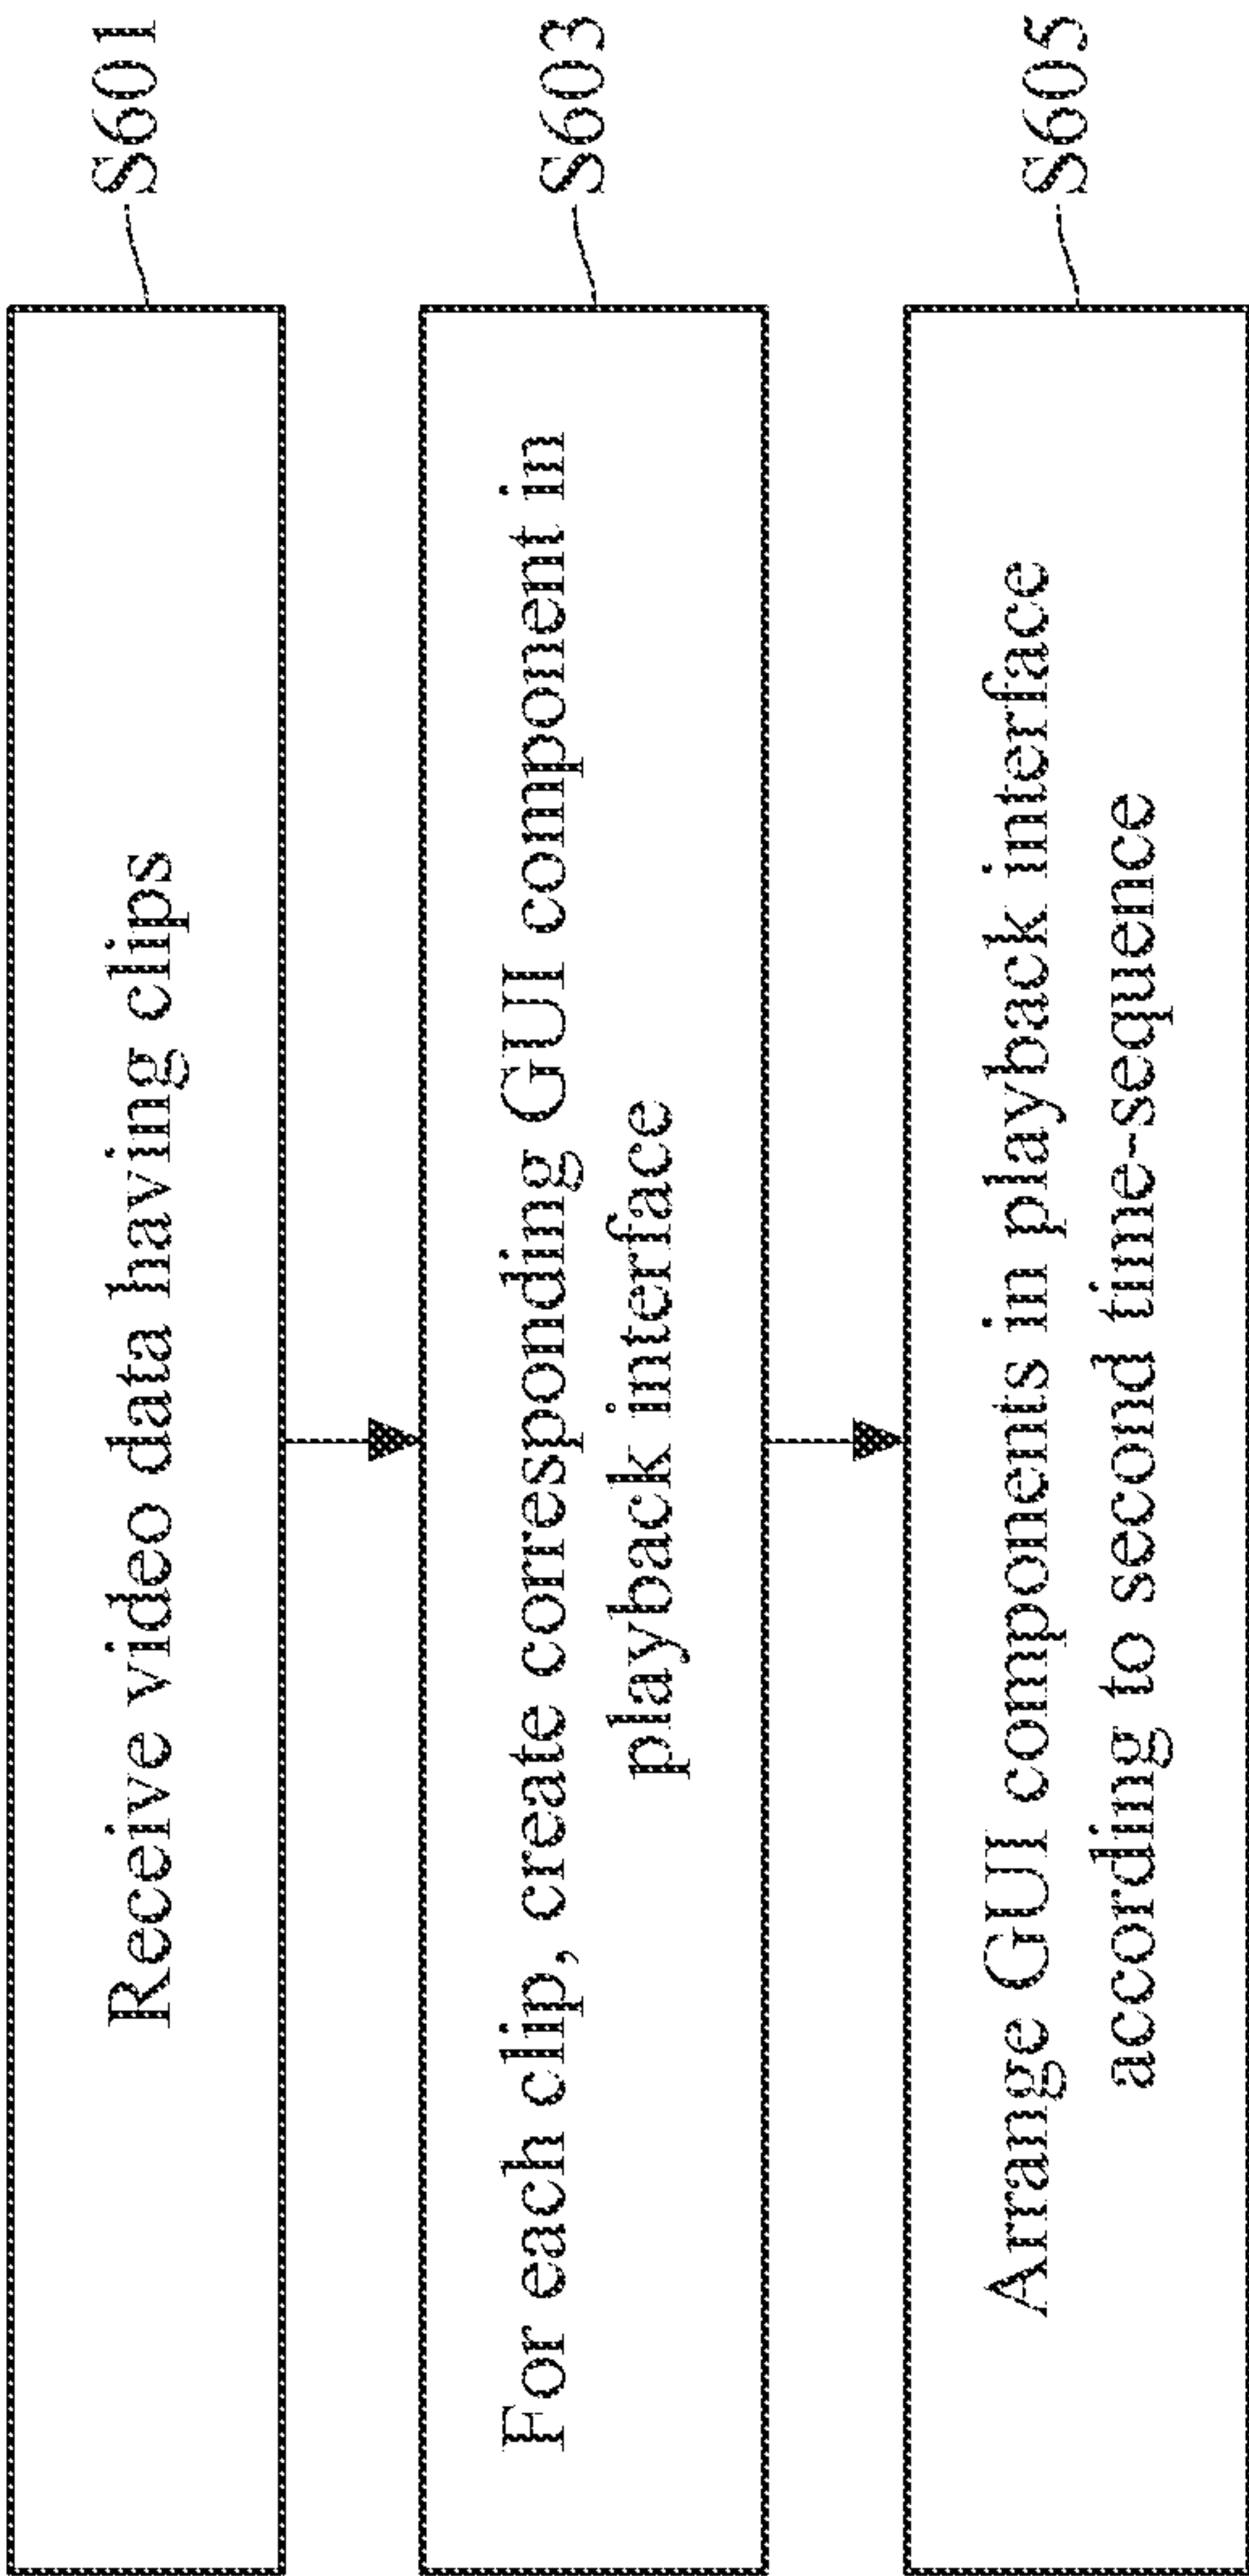 Receive video data having clips
S601
For each clip, create corresponding GUI component in
playback interface
S603
Arrange GUI components in playback interface
according to second time-sequence
S605